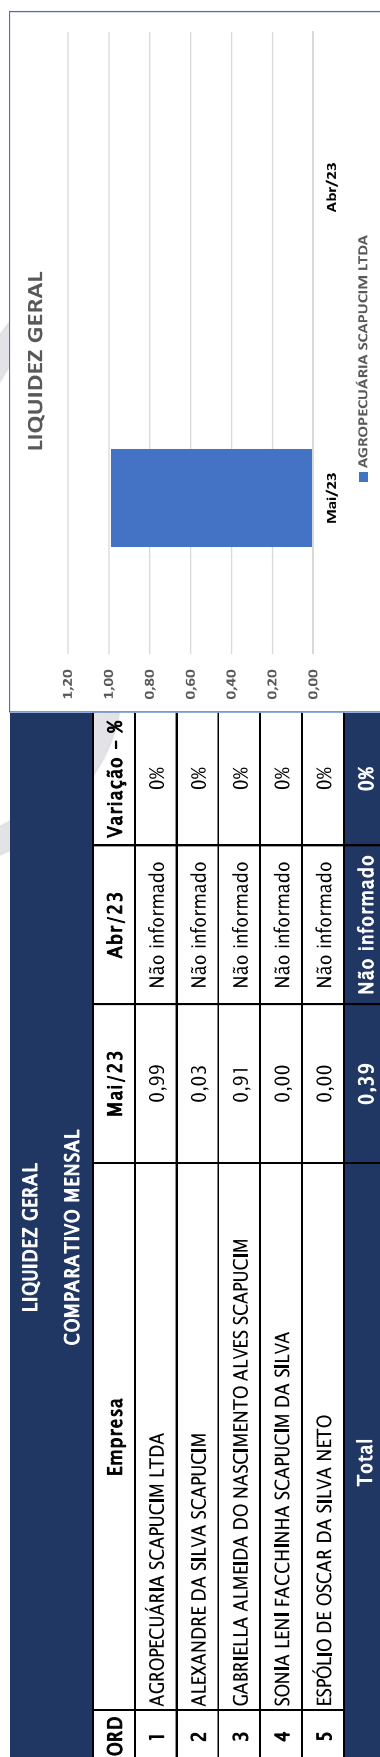 LIQUIDEZ GERAL
COMPARATIVO MENSAL
ORD Empresa Mai/23 Abr/23 Variação – %
1 AGROPECUÁRIA SCAPUCIM LTDA 0,99 Não informado 0%
2 ALEXANDRE DA SILVA SCAPUCIM 0,03 Não informado 0%
3 GABRIELLA ALMEIDA DO NASCIMENTO ALVES SCAPUCIM 0,91 Não informado 0%
4 SONIA LENI FACCHINHA SCAPUCIM DA SILVA 0,00 Não informado 0%
5 ESPÓLIO DE OSCAR DA SILVA NETO 0,00 Não informado 0%
Total 0,39 Não informado 0%
LIQUIDEZ GERAL
1,20
1,00
0,80
0,60
0,40
0,20
0,00
Mai/23 Abr/23
AGROPECUÁRIA SCAPUCIM LTDA